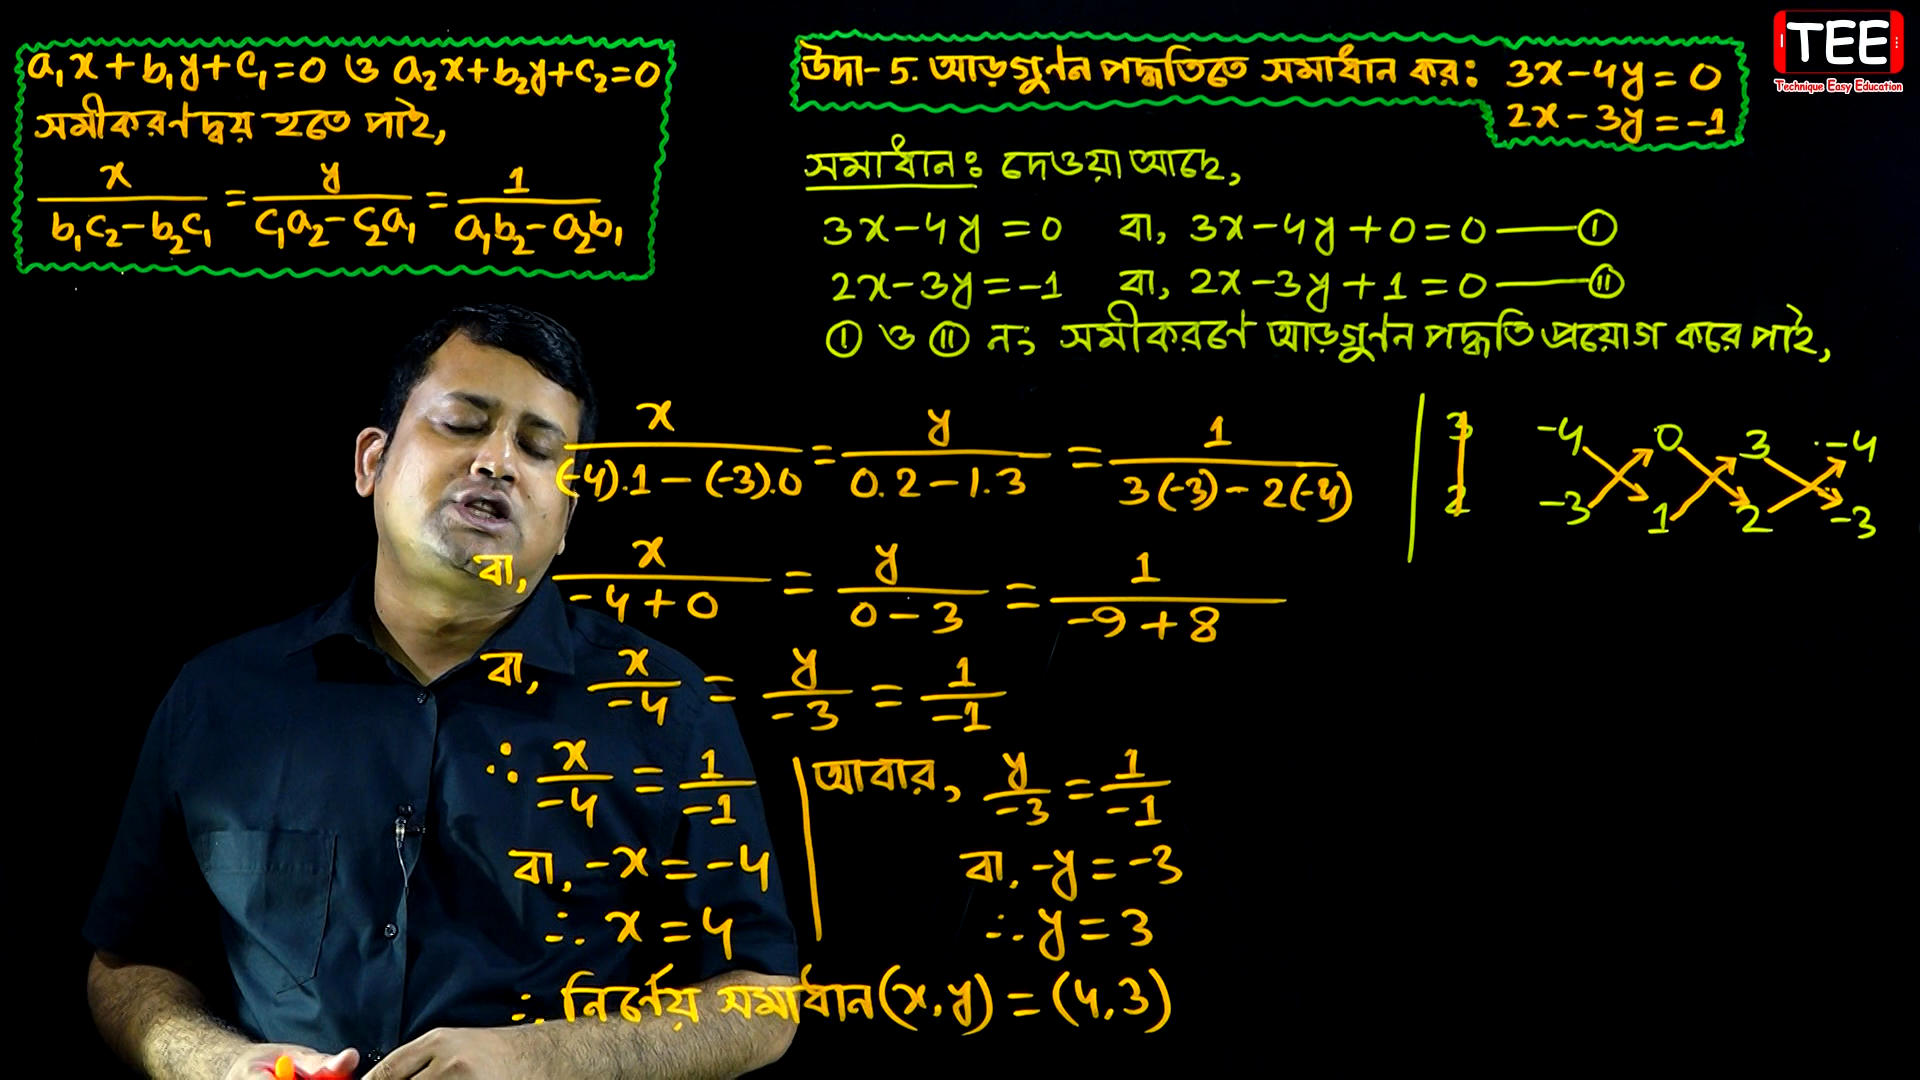 a₁x+b₁y+c₁=0 ও a₂x+b₂y+c₂=0
সমীকরণদ্বয় হতে পাই,
x/(b₁c₂-b₂c₁) = y/(c₁a₂-c₂a₁) = 1/(a₁b₂-a₂b₁)
TEE
Technique Easy Education
উদা-5. আড়গুণন পদ্ধতিতে সমাধান কর: 3x-4y=0
2x-3y=-1
সমাধান: দেওয়া আছে,
3x-4y=0 বা, 3x-4y+0=0 — (i)
2x-3y=-1 বা, 2x-3y+1=0 — (ii)
(i) ও (ii) নং সমীকরণে আড়গুণন পদ্ধতি প্রয়োগ করে পাই,
x/((-4).1-(-3).0) = y/(0.2-1.3) = 1/(3(-3)-2(-4))
3 -4 0 3 -4
2 -3 1 2 -3
বা, x/(-4+0) = y/(0-3) = 1/(-9+8)
বা, x/-4 = y/-3 = 1/-1
∴ x/-4 = 1/-1
বা, -x=-4
∴ x=4
আবার, y/-3 = 1/-1
বা, -y=-3
∴ y=3
∴ নির্ণেয় সমাধান (x,y) = (4,3)